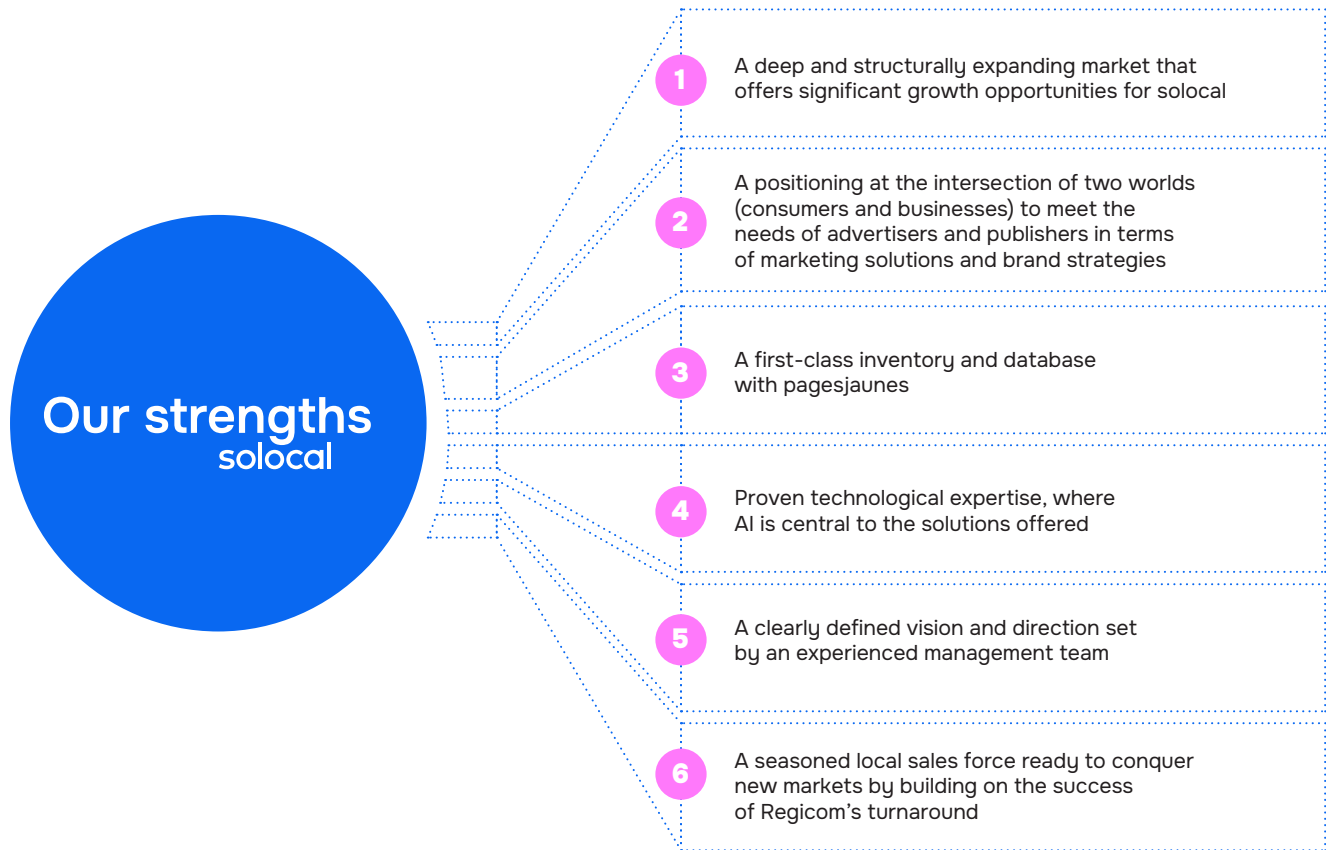 Our strengths
solocal
1
A deep and structurally expanding market that
offers significant growth opportunities for solocal
2
A positioning at the intersection of two worlds
(consumers and businesses) to meet the
needs of advertisers and publishers in terms
of marketing solutions and brand strategies
3
A first-class inventory and database
with pagesjaunes
4
Proven technological expertise, where
AI is central to the solutions offered
5
A clearly defined vision and direction set
by an experienced management team
6
A seasoned local sales force ready to conquer
new markets by building on the success
of Regicom's turnaround